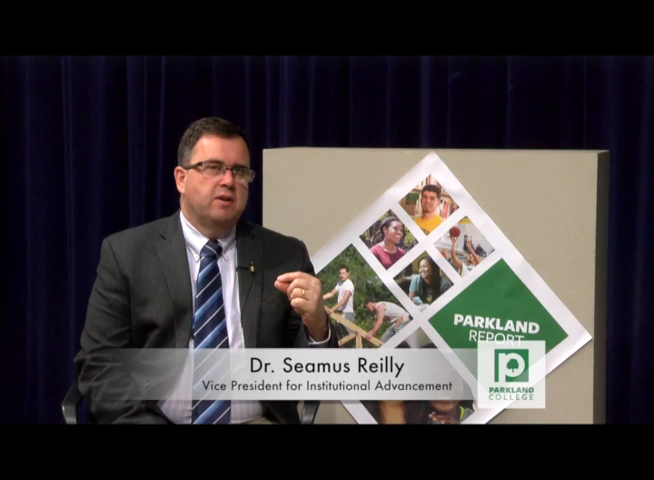 PARKLAND
REPORT
Dr. Seamus Reilly
Vice President for Institutional Advancement
P
PARKLAND
COLLEGE